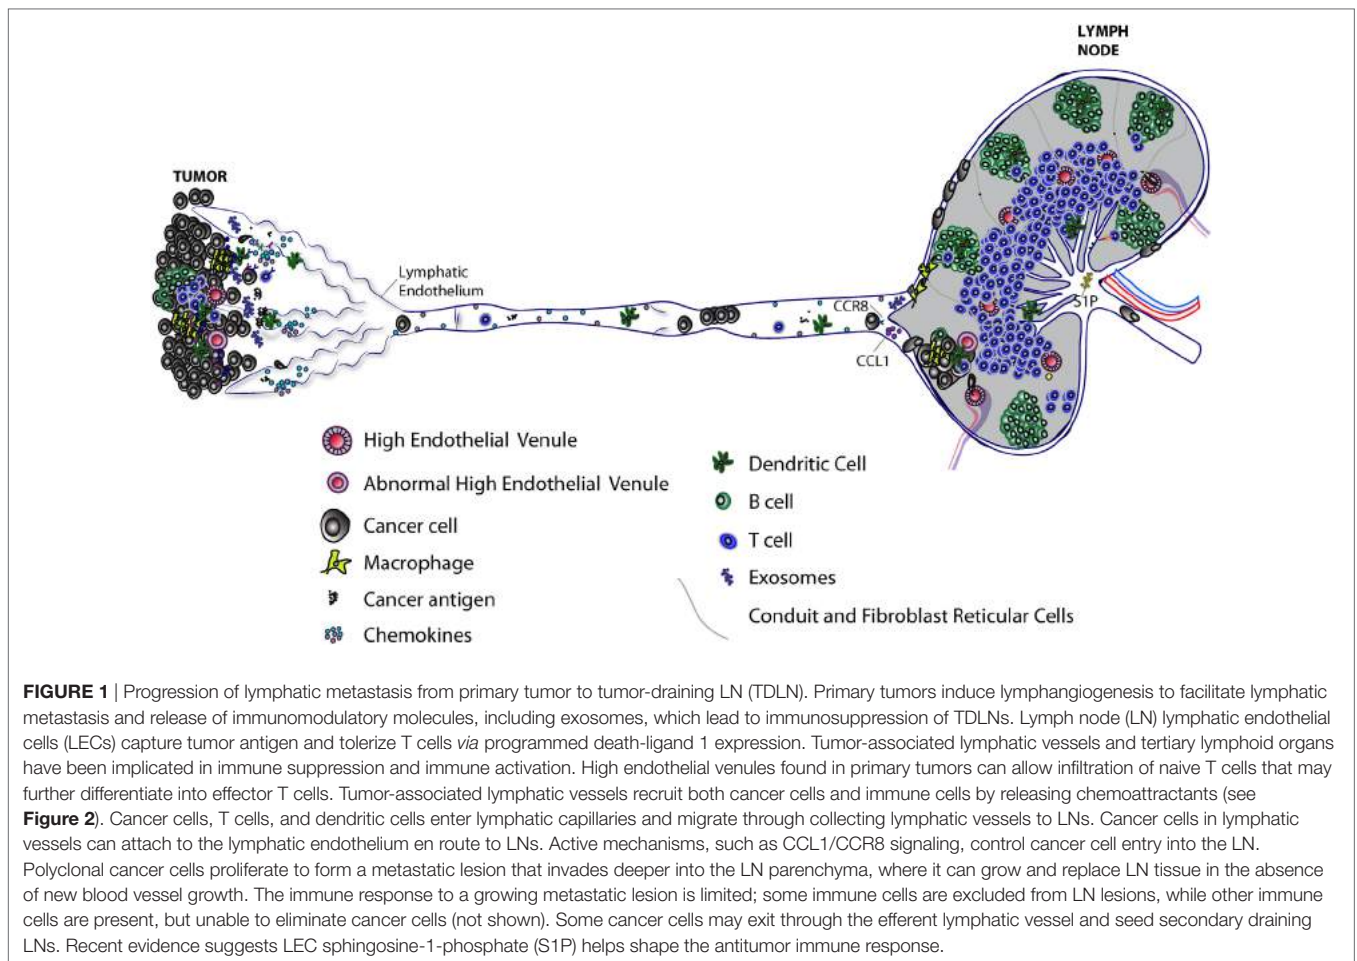 LYMPH
NODE
TUMOR
Lymphatic
Endothelium
CCR8
S1P
CCL1
High Endothelial Venule
Abnormal High Endothelial Venule
Cancer cell
Macrophage
Cancer antigen
Chemokines
Dendritic Cell
B cell
T cell
Exosomes
Conduit and Fibroblast Reticular Cells
FIGURE 1 | Progression of lymphatic metastasis from primary tumor to tumor-draining LN (TDLN). Primary tumors induce lymphangiogenesis to facilitate lymphatic
metastasis and release of immunomodulatory molecules, including exosomes, which lead to immunosuppression of TDLNs. Lymph node (LN) lymphatic endothelial
cells (LECs) capture tumor antigen and tolerize T cells via programmed death-ligand 1 expression. Tumor-associated lymphatic vessels and tertiary lymphoid organs
have been implicated in immune suppression and immune activation. High endothelial venules found in primary tumors can allow infiltration of naive T cells that may
further differentiate into effector T cells. Tumor-associated lymphatic vessels recruit both cancer cells and immune cells by releasing chemoattractants (see
Figure 2). Cancer cells, T cells, and dendritic cells enter lymphatic capillaries and migrate through collecting lymphatic vessels to LNs. Cancer cells in lymphatic
vessels can attach to the lymphatic endothelium en route to LNs. Active mechanisms, such as CCL1/CCR8 signaling, control cancer cell entry into the LN.
Polyclonal cancer cells proliferate to form a metastatic lesion that invades deeper into the LN parenchyma, where it can grow and replace LN tissue in the absence
of new blood vessel growth. The immune response to a growing metastatic lesion is limited; some immune cells are excluded from LN lesions, while other immune
cells are present, but unable to eliminate cancer cells (not shown). Some cancer cells may exit through the efferent lymphatic vessel and seed secondary draining
LNs. Recent evidence suggests LEC sphingosine-1-phosphate (S1P) helps shape the antitumor immune response.